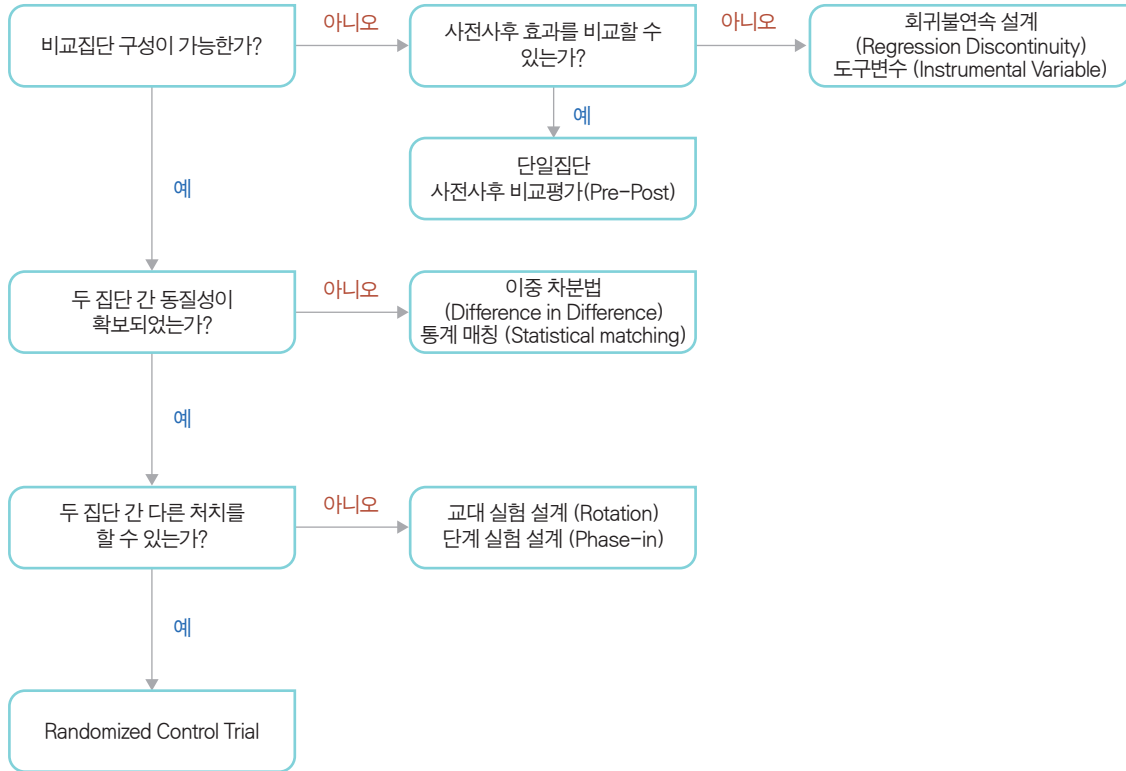 비교집단 구성이 가능한가?
아니오
사전사후 효과를 비교할 수
있는가?
아니오
회귀불연속 설계
(Regression Discontinuity)
도구변수 (Instrumental Variable)
예
단일집단
사전사후 비교평가(Pre-Post)
예
두 집단 간 동질성이
확보되었는가?
아니오
이중 차분법
(Difference in Difference)
통계 매칭 (Statistical matching)
예
두 집단 간 다른 처치를
할 수 있는가?
아니오
교대 실험 설계 (Rotation)
단계 실험 설계 (Phase-in)
예
Randomized Control Trial